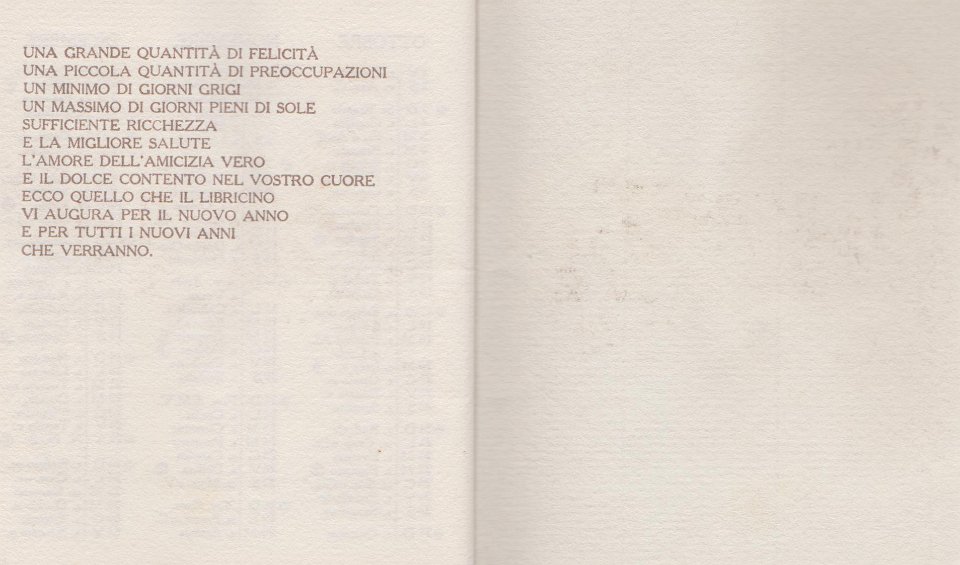 UNA GRANDE QUANTITÀ DI FELICITÀ
UNA PICCOLA QUANTITÀ DI PREOCCUPAZIONI
UN MINIMO DI GIORNI GRIGI
UN MASSIMO DI GIORNI PIENI DI SOLE
SUFFICIENTE RICCHEZZA
E LA MIGLIORE SALUTE
L'AMORE DELL'AMICIZIA VERO
E IL DOLCE CONTENTO NEL VOSTRO CUORE
ECCO QUELLO CHE IL LIBRICINO
VI AUGURA PER IL NUOVO ANNO
E PER TUTTI I NUOVI ANNI
CHE VERRANNO.